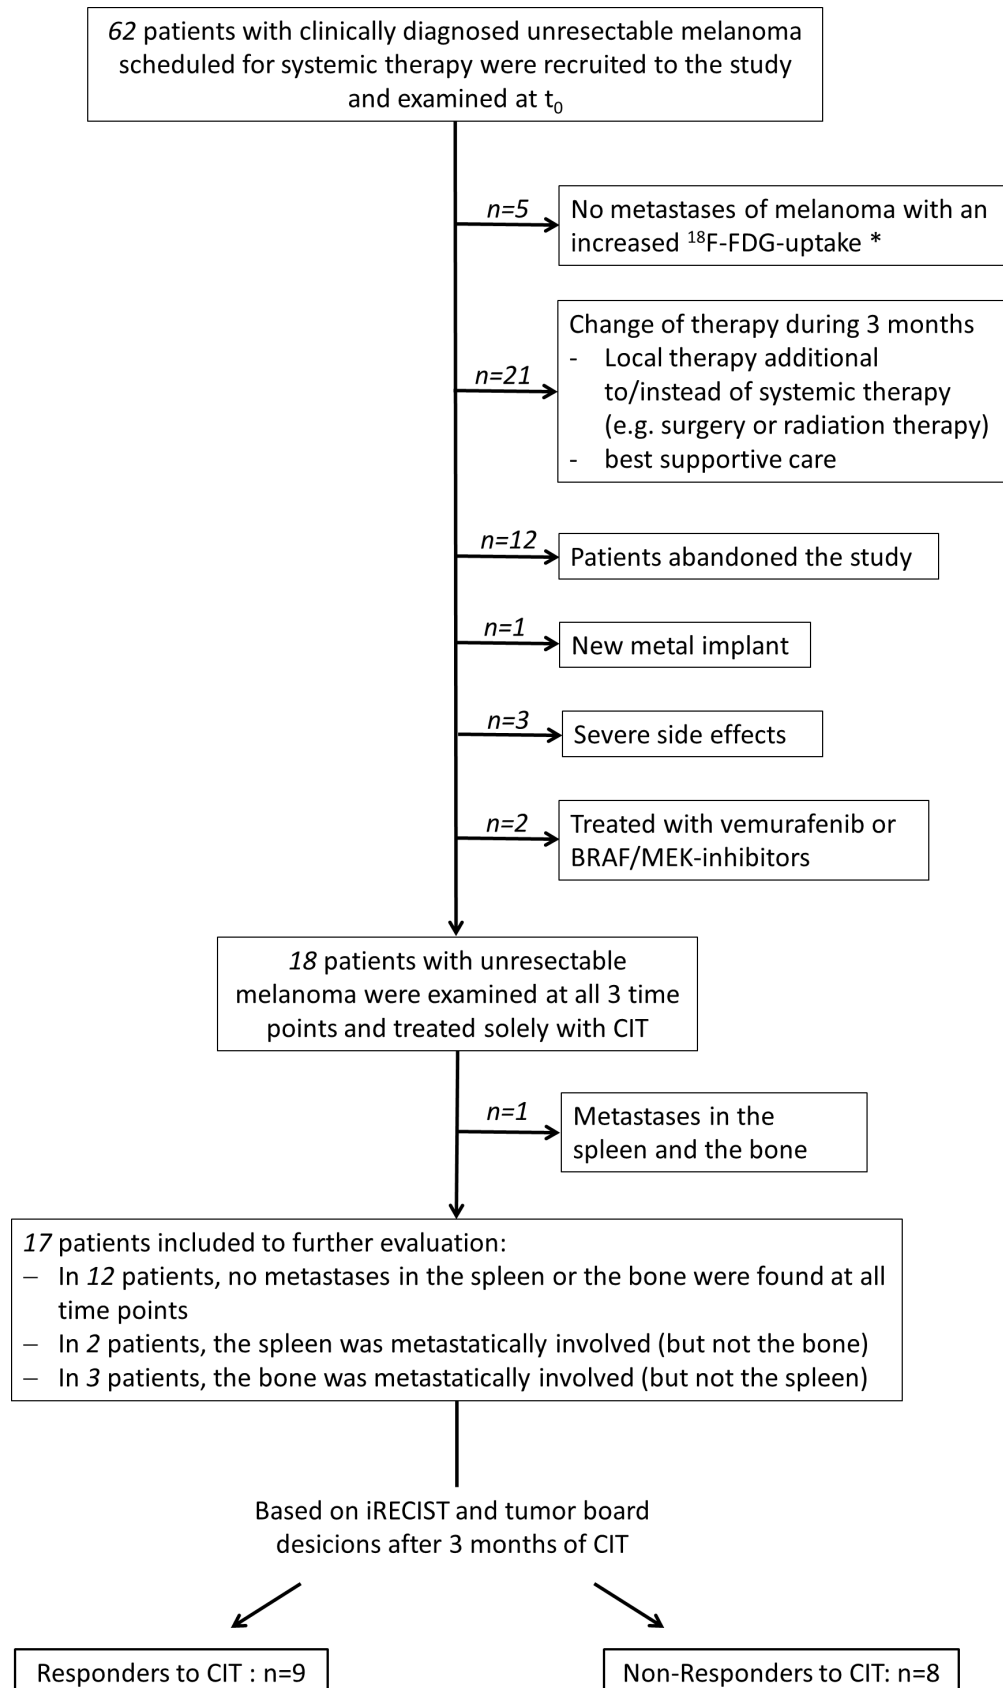 62 patients with clinically diagnosed unresectable melanoma
scheduled for systemic therapy were recruited to the study
and examined at t0
n=5
No metastases of melanoma with an
increased 18F-FDG-uptake *
n=21
Change of therapy during 3 months
- Local therapy additional
to/instead of systemic therapy
(e.g. surgery or radiation therapy)
- best supportive care
n=12
Patients abandoned the study
n=1
New metal implant
n=3
Severe side effects
n=2
Treated with vemurafenib or
BRAF/MEK-inhibitors
18 patients with unresectable
melanoma were examined at all 3 time
points and treated solely with CIT
n=1
Metastases in the
spleen and the bone
17 patients included to further evaluation:
– In 12 patients, no metastases in the spleen or the bone were found at all
time points
– In 2 patients, the spleen was metastatically involved (but not the bone)
– In 3 patients, the bone was metastatically involved (but not the spleen)
Based on iRECIST and tumor board
desicions after 3 months of CIT
Responders to CIT : n=9
Non-Responders to CIT: n=8